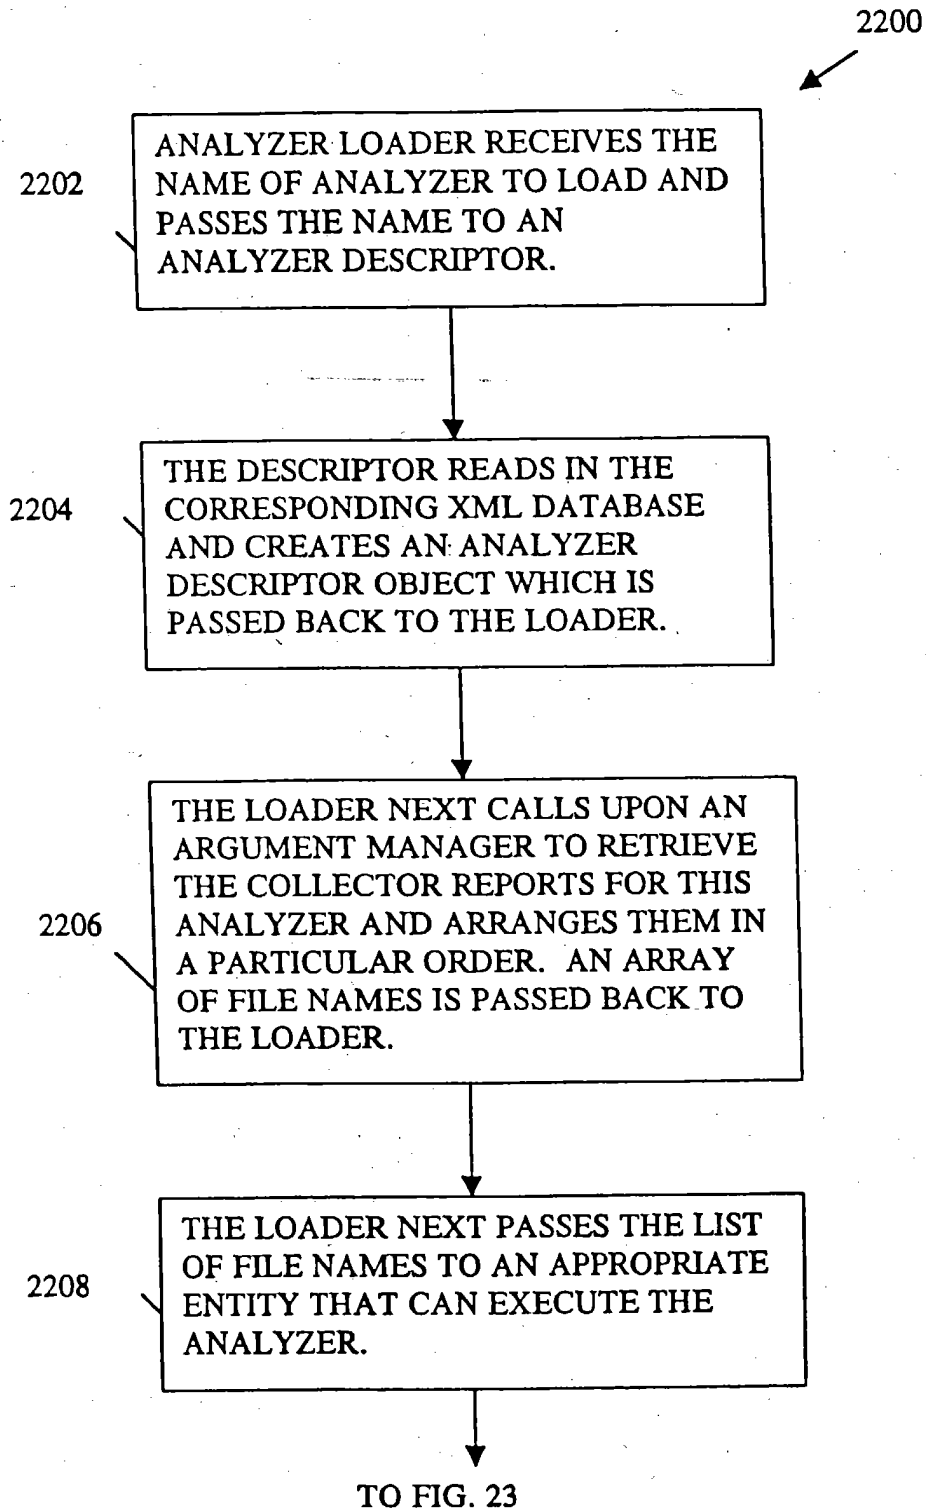 2200
2202
ANALYZER LOADER RECEIVES THE
NAME OF ANALYZER TO LOAD AND
PASSES THE NAME TO AN
ANALYZER DESCRIPTOR.
2204
THE DESCRIPTOR READS IN THE
CORRESPONDING XML DATABASE
AND CREATES AN ANALYZER
DESCRIPTOR OBJECT WHICH IS
PASSED BACK TO THE LOADER.
2206
THE LOADER NEXT CALLS UPON AN
ARGUMENT MANAGER TO RETRIEVE
THE COLLECTOR REPORTS FOR THIS
ANALYZER AND ARRANGES THEM IN
A PARTICULAR ORDER. AN ARRAY
OF FILE NAMES IS PASSED BACK TO
THE LOADER.
2208
THE LOADER NEXT PASSES THE LIST
OF FILE NAMES TO AN APPROPRIATE
ENTITY THAT CAN EXECUTE THE
ANALYZER.
TO FIG. 23